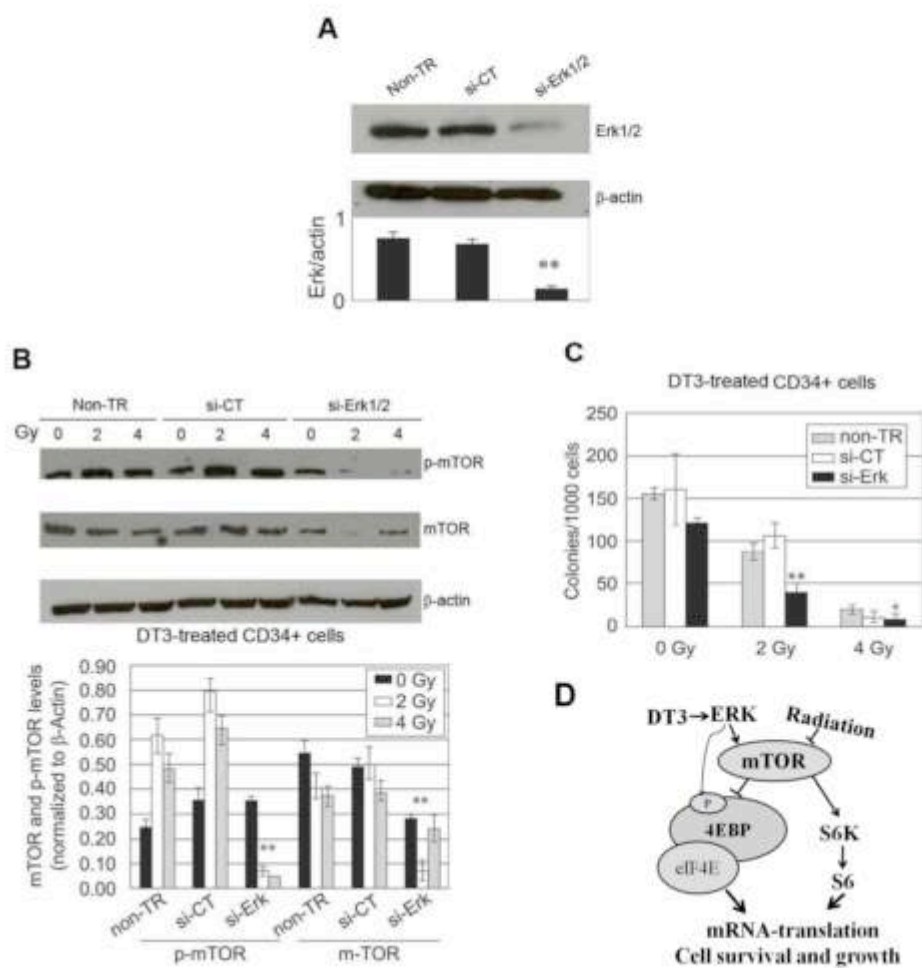 A
Non-TR si-CT si-Erk1/2
Erk1/2
β-actin
1
Erk/actin
**
0
B
Non-TR si-CT si-Erk1/2
Gy 0 2 4 0 2 4 0 2 4
p-mTOR
mTOR
β-actin
DT3-treated CD34+ cells
mTOR and p-mTOR levels
(normalized to β-Actin)
0.90
0.80
0.70
0.60
0.50
0.40
0.30
0.20
0.10
0.00
0 Gy
2 Gy
4 Gy
** **
non-TR si-CT si-Erk non-TR si-CT si-Erk
p-mTOR m-TOR
C
DT3-treated CD34+ cells
Colonies/1000 cells
250
200
150
100
50
0
non-TR
si-CT
si-Erk
** *
0 Gy 2 Gy 4 Gy
D
DT3→ERK Radiation
mTOR
P
4EBP S6K
eIF4E S6
mRNA-translation
Cell survival and growth